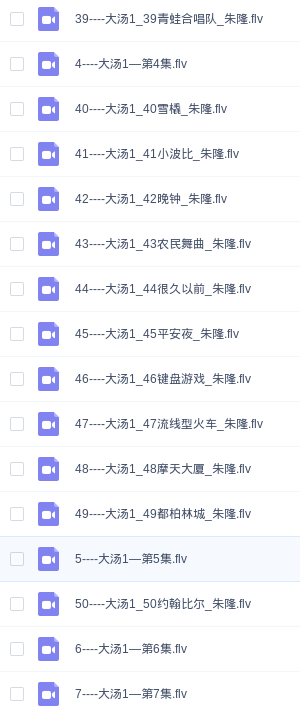 39----大汤1_39青蛙合唱队_朱隆.flv
4----大汤1—第4集.flv
40----大汤1_40雪橇_朱隆.flv
41----大汤1_41小波比_朱隆.flv
42----大汤1_42晚钟_朱隆.flv
43----大汤1_43农民舞曲_朱隆.flv
44----大汤1_44很久以前_朱隆.flv
45----大汤1_45平安夜_朱隆.flv
46----大汤1_46键盘游戏_朱隆.flv
47----大汤1_47流线型火车_朱隆.flv
48----大汤1_48摩天大厦_朱隆.flv
49----大汤1_49都柏林城_朱隆.flv
5----大汤1—第5集.flv
50----大汤1_50约翰比尔_朱隆.flv
6----大汤1—第6集.flv
7----大汤1—第7集.flv